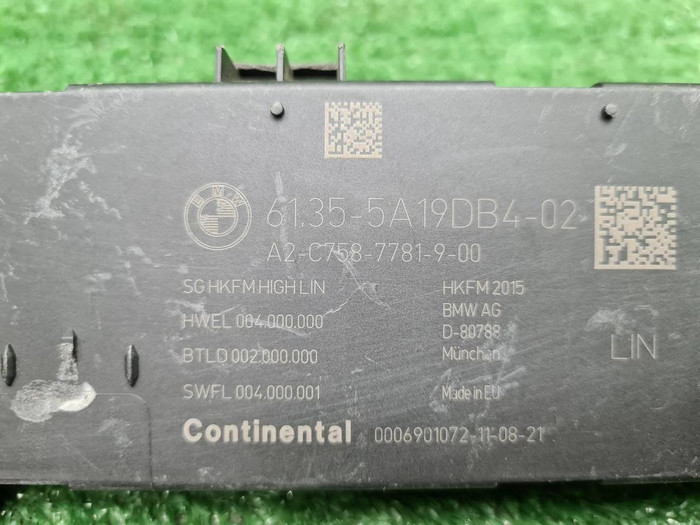 BMW
61.35-5A19DB4-02
A2-C758-7781-9-00
SG HKFM HIGH LIN
HWEL 004.000.000
BTLD 002.000.000
SWFL 004.000.001
HKFM 2015
BMW AG
D-80788
München
Made in EU
LIN
Continental 0006901072-11-08-21